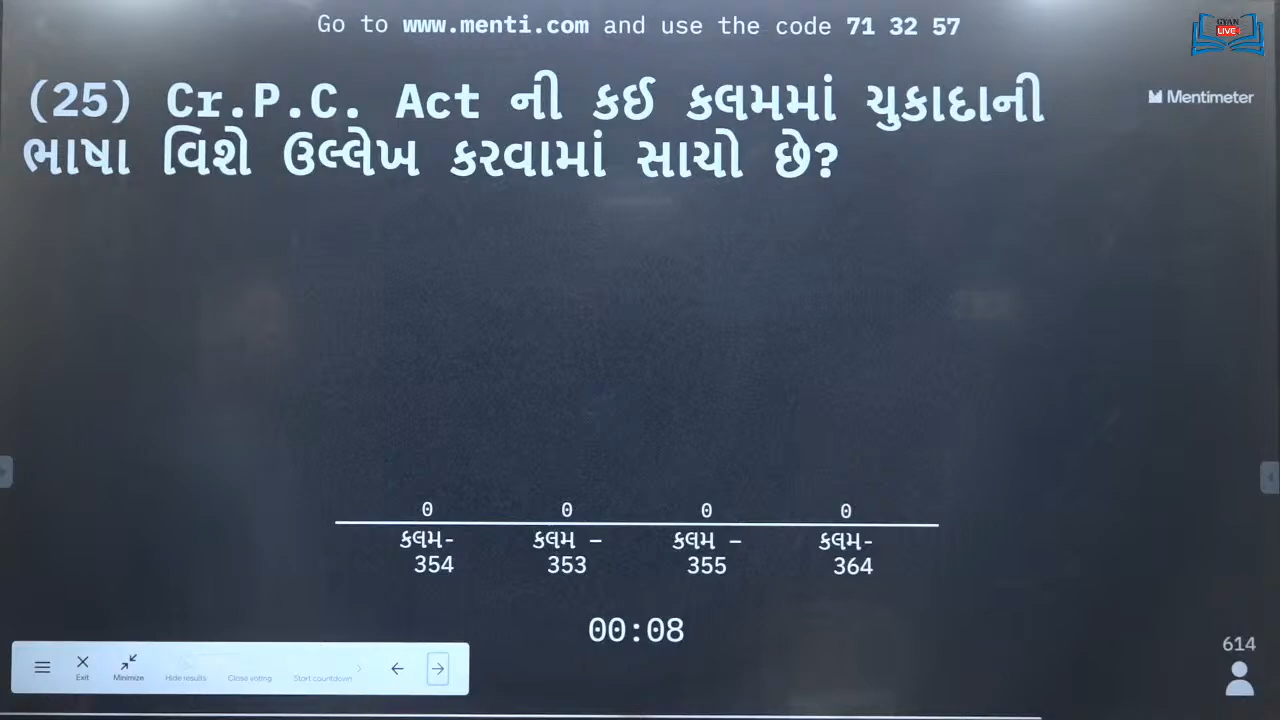 Go to www.menti.com and use the code 71 32 57
GYAN
LIVE
(25) Cr.P.C. Act ની કઈ કલમમાં ચુકાદાની
ભાષા વિશે ઉલ્લેખ કરવામાં સાચો છે?
Mentimeter
0 0 0 0
કલમ- કલમ – કલમ – કલમ-
354 353 355 364
00:08
Exit Minimize Hide results Close voting Start countdown
614